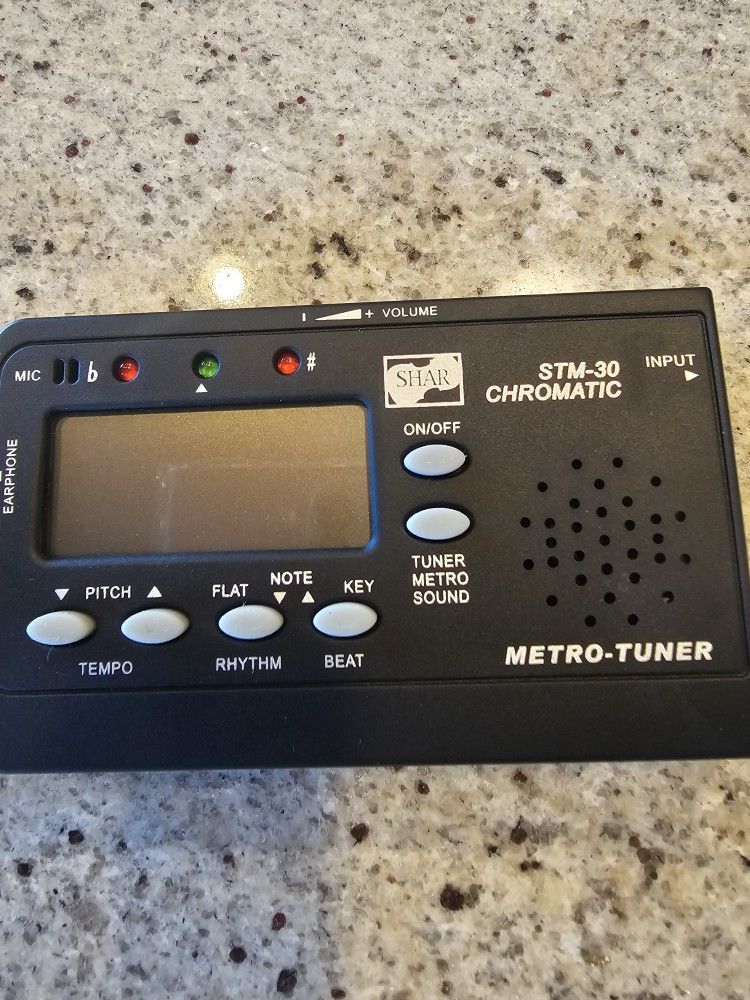 + VOLUME
MIC
b
#
SHAR
STM-30
CHROMATIC
INPUT
EARPHONE
ON/OFF
TUNER
METRO
SOUND
▼ PITCH ▲
FLAT
NOTE
▼ ▲
KEY
TEMPO
RHYTHM
BEAT
METRO-TUNER